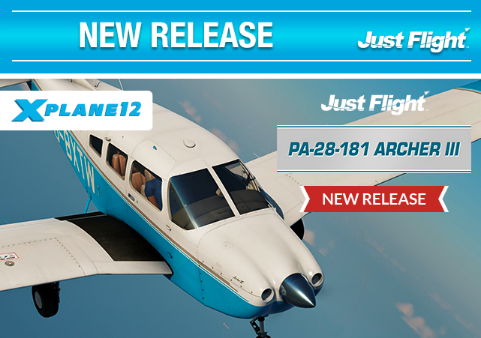 NEW RELEASE
Just Flight
XPLANE12
Just Flight
PA-28-181 ARCHER III
NEW RELEASE